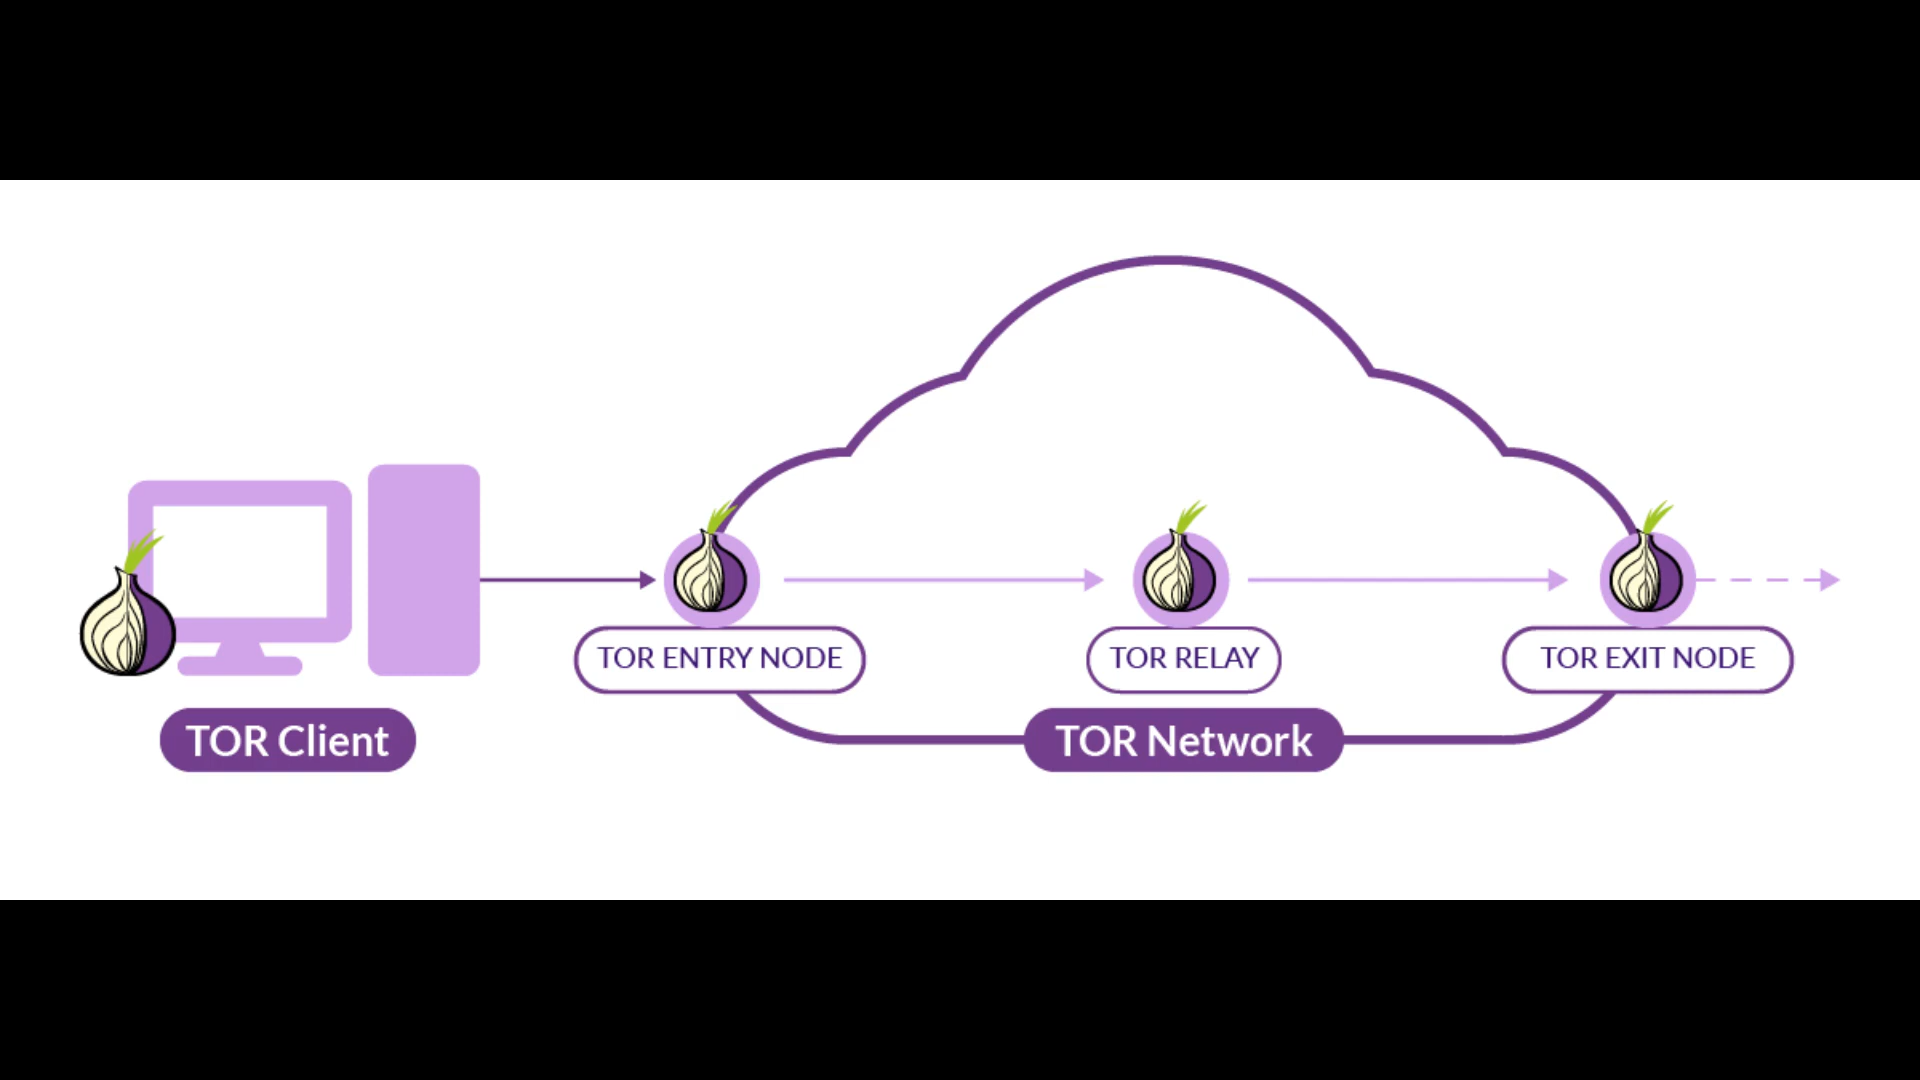 TOR ENTRY NODE
TOR RELAY
TOR EXIT NODE
TOR Client
TOR Network